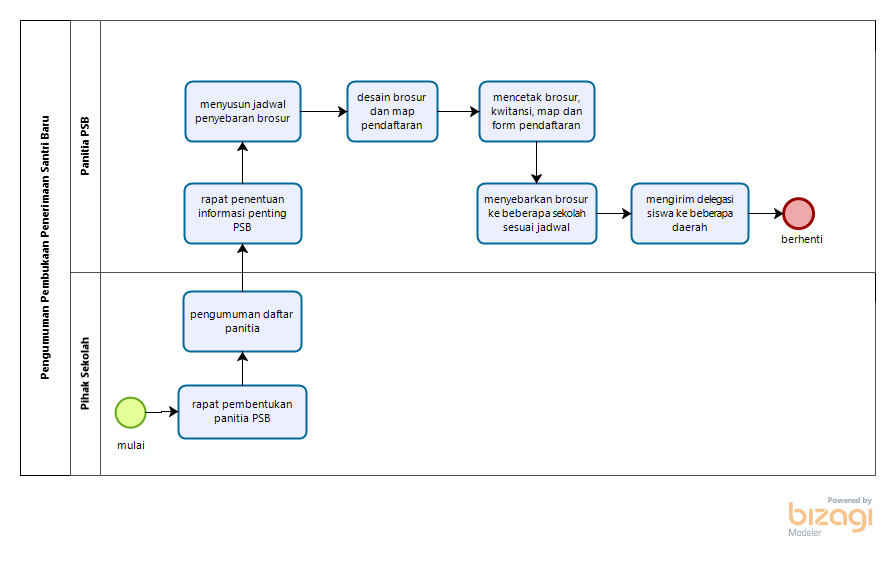 Pengumuman Pembukaan Penerimaan Santri Baru
Panitia PSB
menyusun jadwal
penyebaran brosur
desain brosur
dan map
pendaftaran
mencetak brosur,
kwitansi, map dan
form pendaftaran
rapat penentuan
informasi penting
PSB
menyebarkan brosur
ke beberapa sekolah
sesuai jadwal
mengirim delegasi
siswa ke beberapa
daerah
berhenti
Pihak Sekolah
pengumuman daftar
panitia
rapat pembentukan
panitia PSB
mulai
Powered by
bizagi
Modeler